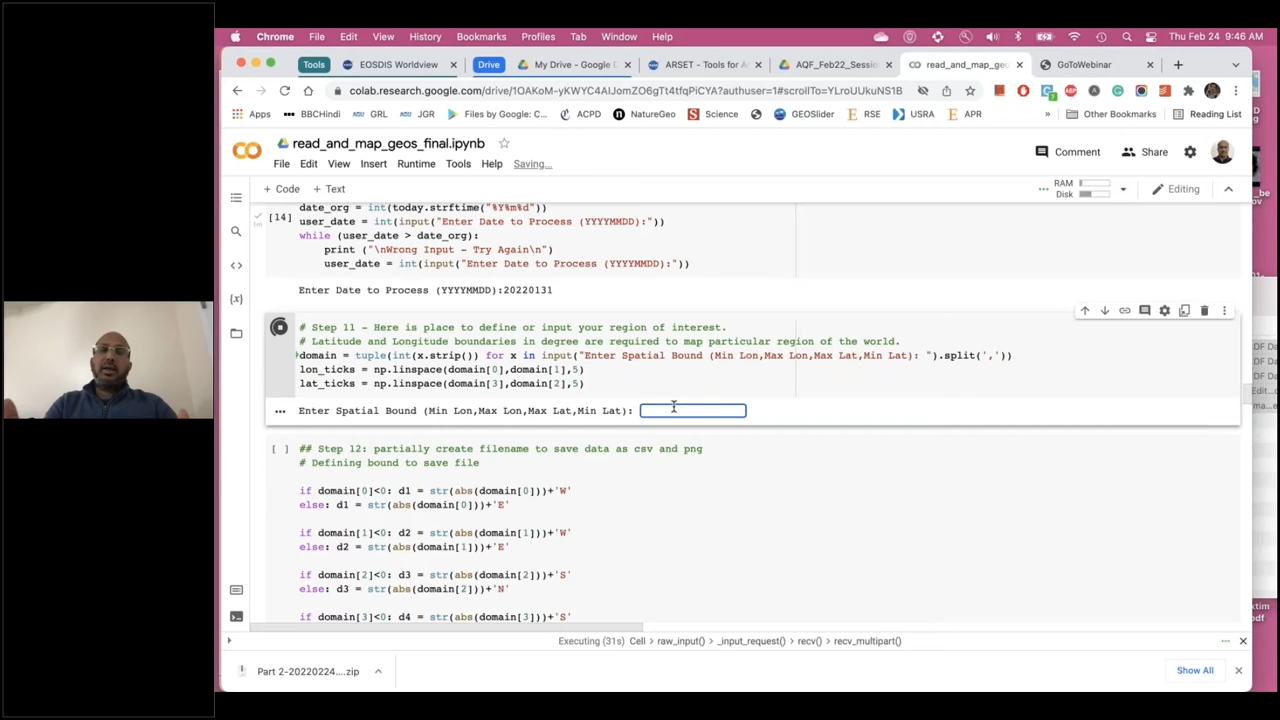 Chrome File Edit View History Bookmarks Profiles Tab Window Help Thu Feb 24 9:46 AM
Tools EOSDIS Worldview Drive My Drive - Google D ARSET - Tools for A AQF_Feb22_Sessio read_and_map_geos GoToWebinar
colab.research.google.com/drive/1OAKoM-yKWYC4AIJomZO6gTt4tfqPiCYA?authuser=1#scrollTo=YLroUUkuNS1B
Apps BBCHindi GRL JGR Files by Google: C... ACPD NatureGeo Science GEOSlider RSE USRA APR » Other Bookmarks Reading List
read_and_map_geos_final.ipynb
File Edit View Insert Runtime Tools Help Saving...
Comment Share
+ Code + Text
RAM
Disk
Editing
date_org = int(today.strftime("%Y%m%d"))
[14] user_date = int(input("Enter Date to Process (YYYYMMDD):"))
while (user_date > date_org):
print ("\nWrong Input - Try Again\n")
user_date = int(input("Enter Date to Process (YYYYMMDD):"))
Enter Date to Process (YYYYMMDD):20220131
# Step 11 - Here is place to define or input your region of interest.
# Latitude and Longitude boundaries in degree are required to map particular region of the world.
domain = tuple(int(x.strip()) for x in input("Enter Spatial Bound (Min Lon,Max Lon,Max Lat,Min Lat): ").split(','))
lon_ticks = np.linspace(domain[0],domain[1],5)
lat_ticks = np.linspace(domain[3],domain[2],5)
... Enter Spatial Bound (Min Lon,Max Lon,Max Lat,Min Lat):
[ ] ## Step 12: partially create filename to save data as csv and png
# Defining bound to save file
if domain[0]<0: d1 = str(abs(domain[0]))+'W'
else: d1 = str(abs(domain[0]))+'E'
if domain[1]<0: d2 = str(abs(domain[1]))+'W'
else: d2 = str(abs(domain[1]))+'E'
if domain[2]<0: d3 = str(abs(domain[2]))+'S'
else: d3 = str(abs(domain[2]))+'N'
if domain[3]<0: d4 = str(abs(domain[3]))+'S'
Executing (31s) Cell > raw_input() > _input_request() > recv() > recv_multipart()
Part 2-20220224....zip
Show All